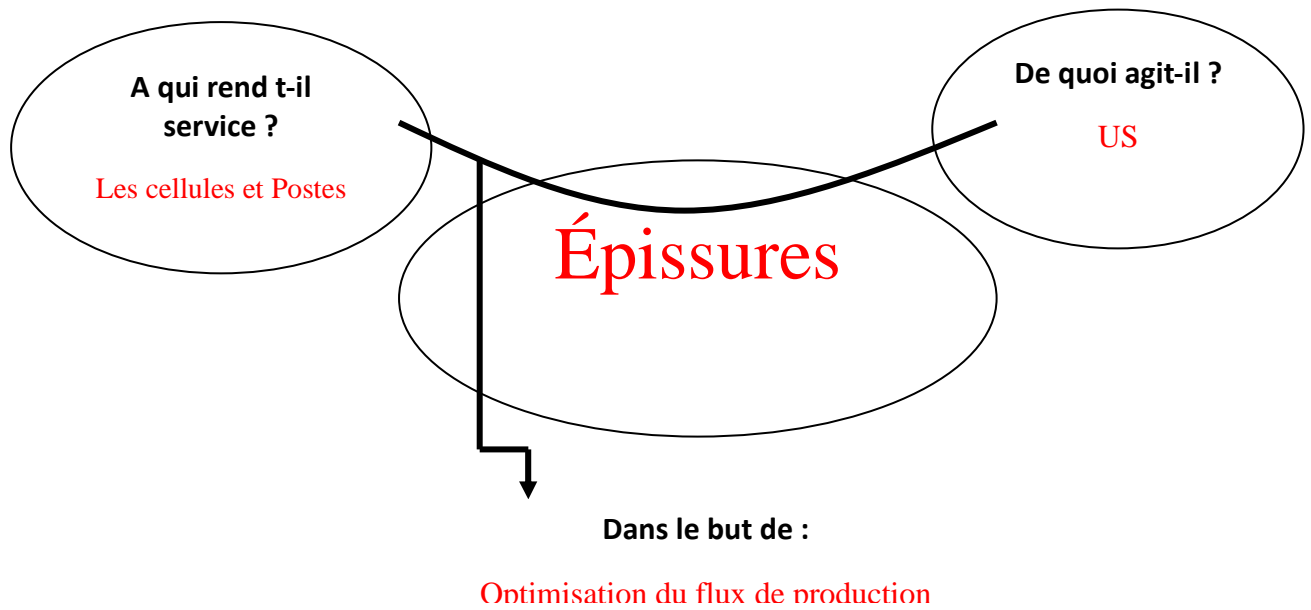 A qui rend t-il
service ?
Les cellules et Postes
De quoi agit-il ?
US
Épissures
Dans le but de :
Optimisation du flux de production